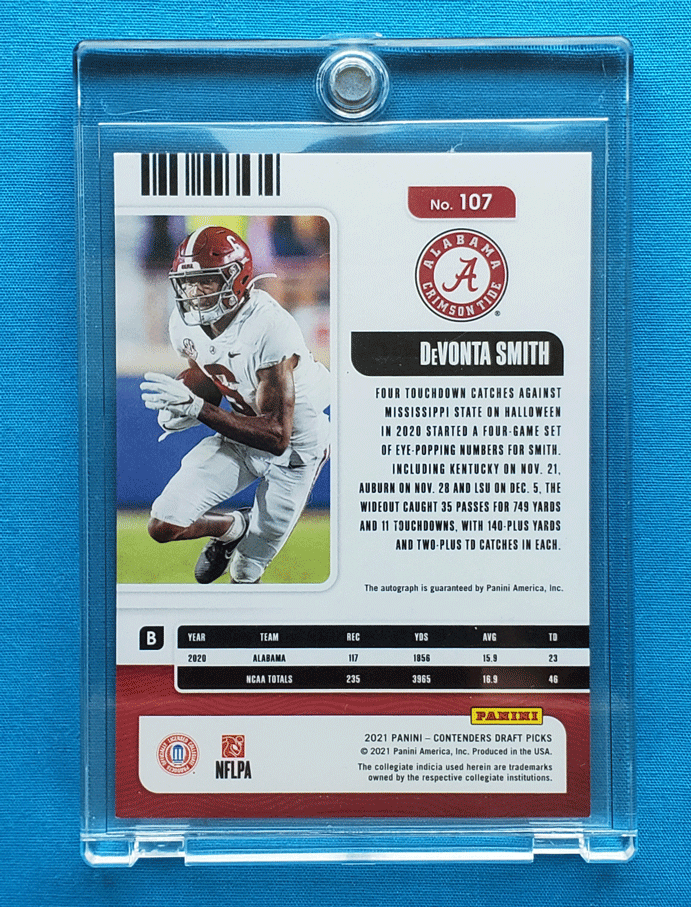 No. 107
ALABAMA
A
CRIMSON TIDE
®
DeVONTA SMITH
FOUR TOUCHDOWN CATCHES AGAINST
MISSISSIPPI STATE ON HALLOWEEN
IN 2020 STARTED A FOUR-GAME SET
OF EYE-POPPING NUMBERS FOR SMITH.
INCLUDING KENTUCKY ON NOV. 21,
AUBURN ON NOV. 28 AND LSU ON DEC. 5, THE
WIDEOUT CAUGHT 35 PASSES FOR 749 YARDS
AND 11 TOUCHDOWNS, WITH 140-PLUS YARDS
AND TWO-PLUS TD CATCHES IN EACH.
The autograph is guaranteed by Panini America, Inc.
B
YEAR TEAM REC YDS AVG TD
2020 ALABAMA 117 1856 15.9 23
NCAA TOTALS 235 3965 16.9 46
PANINI
2021 PANINI – CONTENDERS DRAFT PICKS
© 2021 Panini America, Inc. Produced in the USA.
The collegiate indicia used herein are trademarks
owned by the respective collegiate institutions.
OFFICIALLY LICENSED COLLEGIATE PRODUCTS
NFLPA